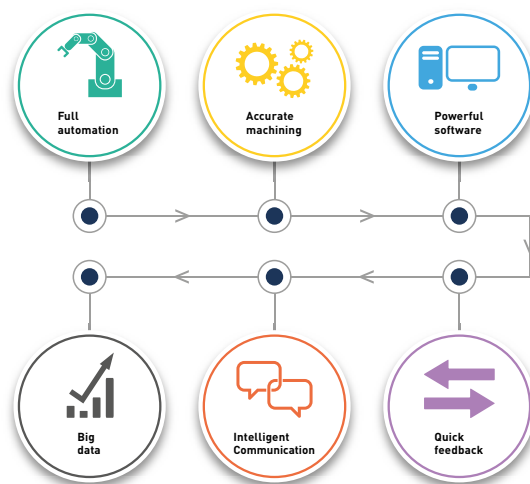 Full
automation
Accurate
machining
Powerful
software
Big
data
Intelligent
Communication
Quick
feedback